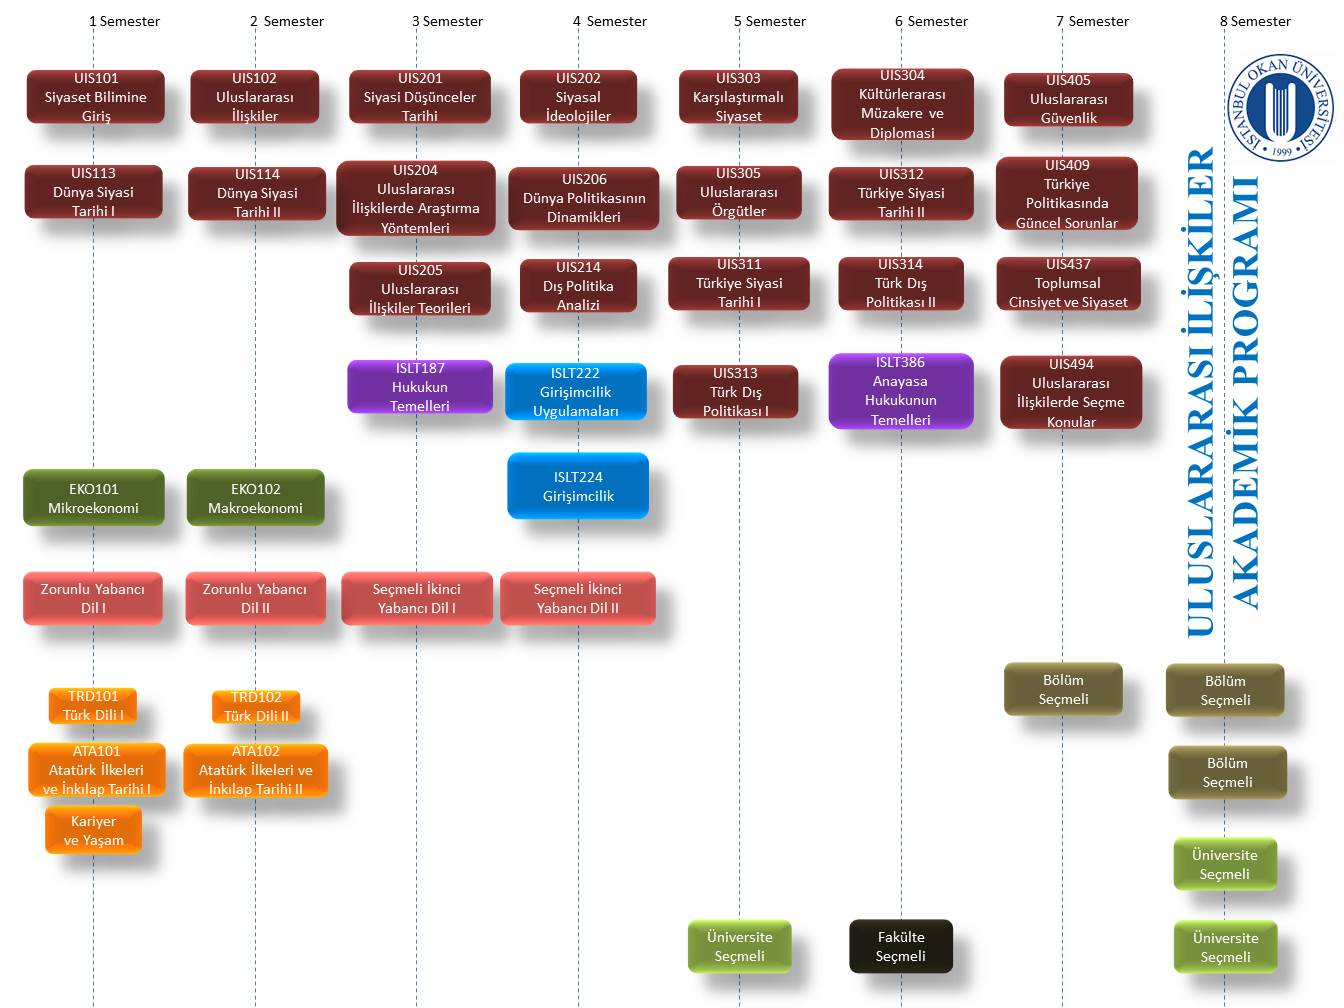 1 Semester
2 Semester
3 Semester
4 Semester
5 Semester
6 Semester
7 Semester
8 Semester
UIS101
Siyaset Bilimine
Giriş
UIS102
Uluslararası
İlişkiler
UIS201
Siyasi Düşünceler
Tarihi
UIS202
Siyasal
İdeolojiler
UIS303
Karşılaştırmalı
Siyaset
UIS304
Kültürlerarası
Müzakere ve
Diplomasi
UIS405
Uluslararası
Güvenlik
İSTANBUL OKAN ÜNİVERSİTESİ
1999
UIS113
Dünya Siyasi
Tarihi I
UIS114
Dünya Siyasi
Tarihi II
UIS204
Uluslararası
İlişkilerde Araştırma
Yöntemleri
UIS206
Dünya Politikasının
Dinamikleri
UIS305
Uluslararası
Örgütler
UIS312
Türkiye Siyasi
Tarihi II
UIS409
Türkiye
Politikasında
Güncel Sorunlar
UIS205
Uluslararası
İlişkiler Teorileri
UIS214
Dış Politika
Analizi
UIS311
Türkiye Siyasi
Tarihi I
UIS314
Türk Dış
Politikası II
UIS437
Toplumsal
Cinsiyet ve Siyaset
ISLT187
Hukukun
Temelleri
ISLT222
Girişimcilik
Uygulamaları
UIS313
Türk Dış
Politikası I
ISLT386
Anayasa
Hukukunun
Temelleri
UIS494
Uluslararası
İlişkilerde Seçme
Konular
ULUSLARARASI İLİŞKİLER
AKADEMİK PROGRAMI
EKO101
Mikroekonomi
EKO102
Makroekonomi
ISLT224
Girişimcilik
Zorunlu Yabancı
Dil I
Zorunlu Yabancı
Dil II
Seçmeli İkinci
Yabancı Dil I
Seçmeli İkinci
Yabancı Dil II
TRD101
Türk Dili I
TRD102
Türk Dili II
Bölüm
Seçmeli
Bölüm
Seçmeli
ATA101
Atatürk İlkeleri
ve İnkılap Tarihi I
ATA102
Atatürk İlkeleri ve
İnkılap Tarihi II
Bölüm
Seçmeli
Kariyer
ve Yaşam
Üniversite
Seçmeli
Üniversite
Seçmeli
Fakülte
Seçmeli
Üniversite
Seçmeli